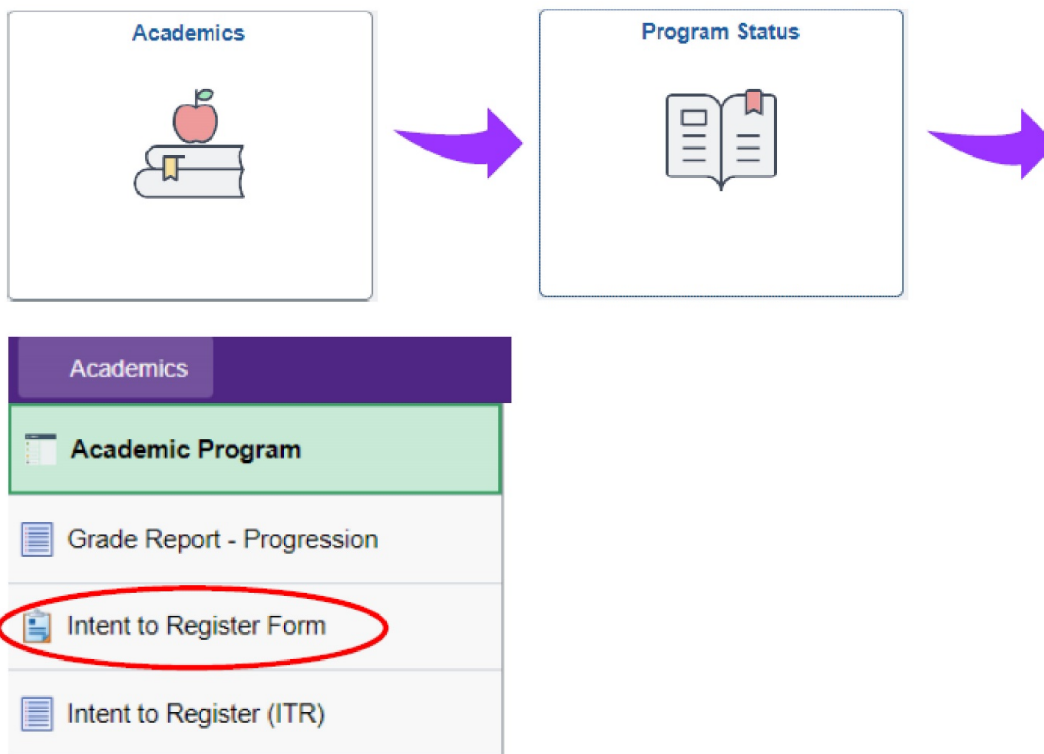 Academics
Program Status
Academics
Academic Program
Grade Report - Progression
Intent to Register Form
Intent to Register (ITR)